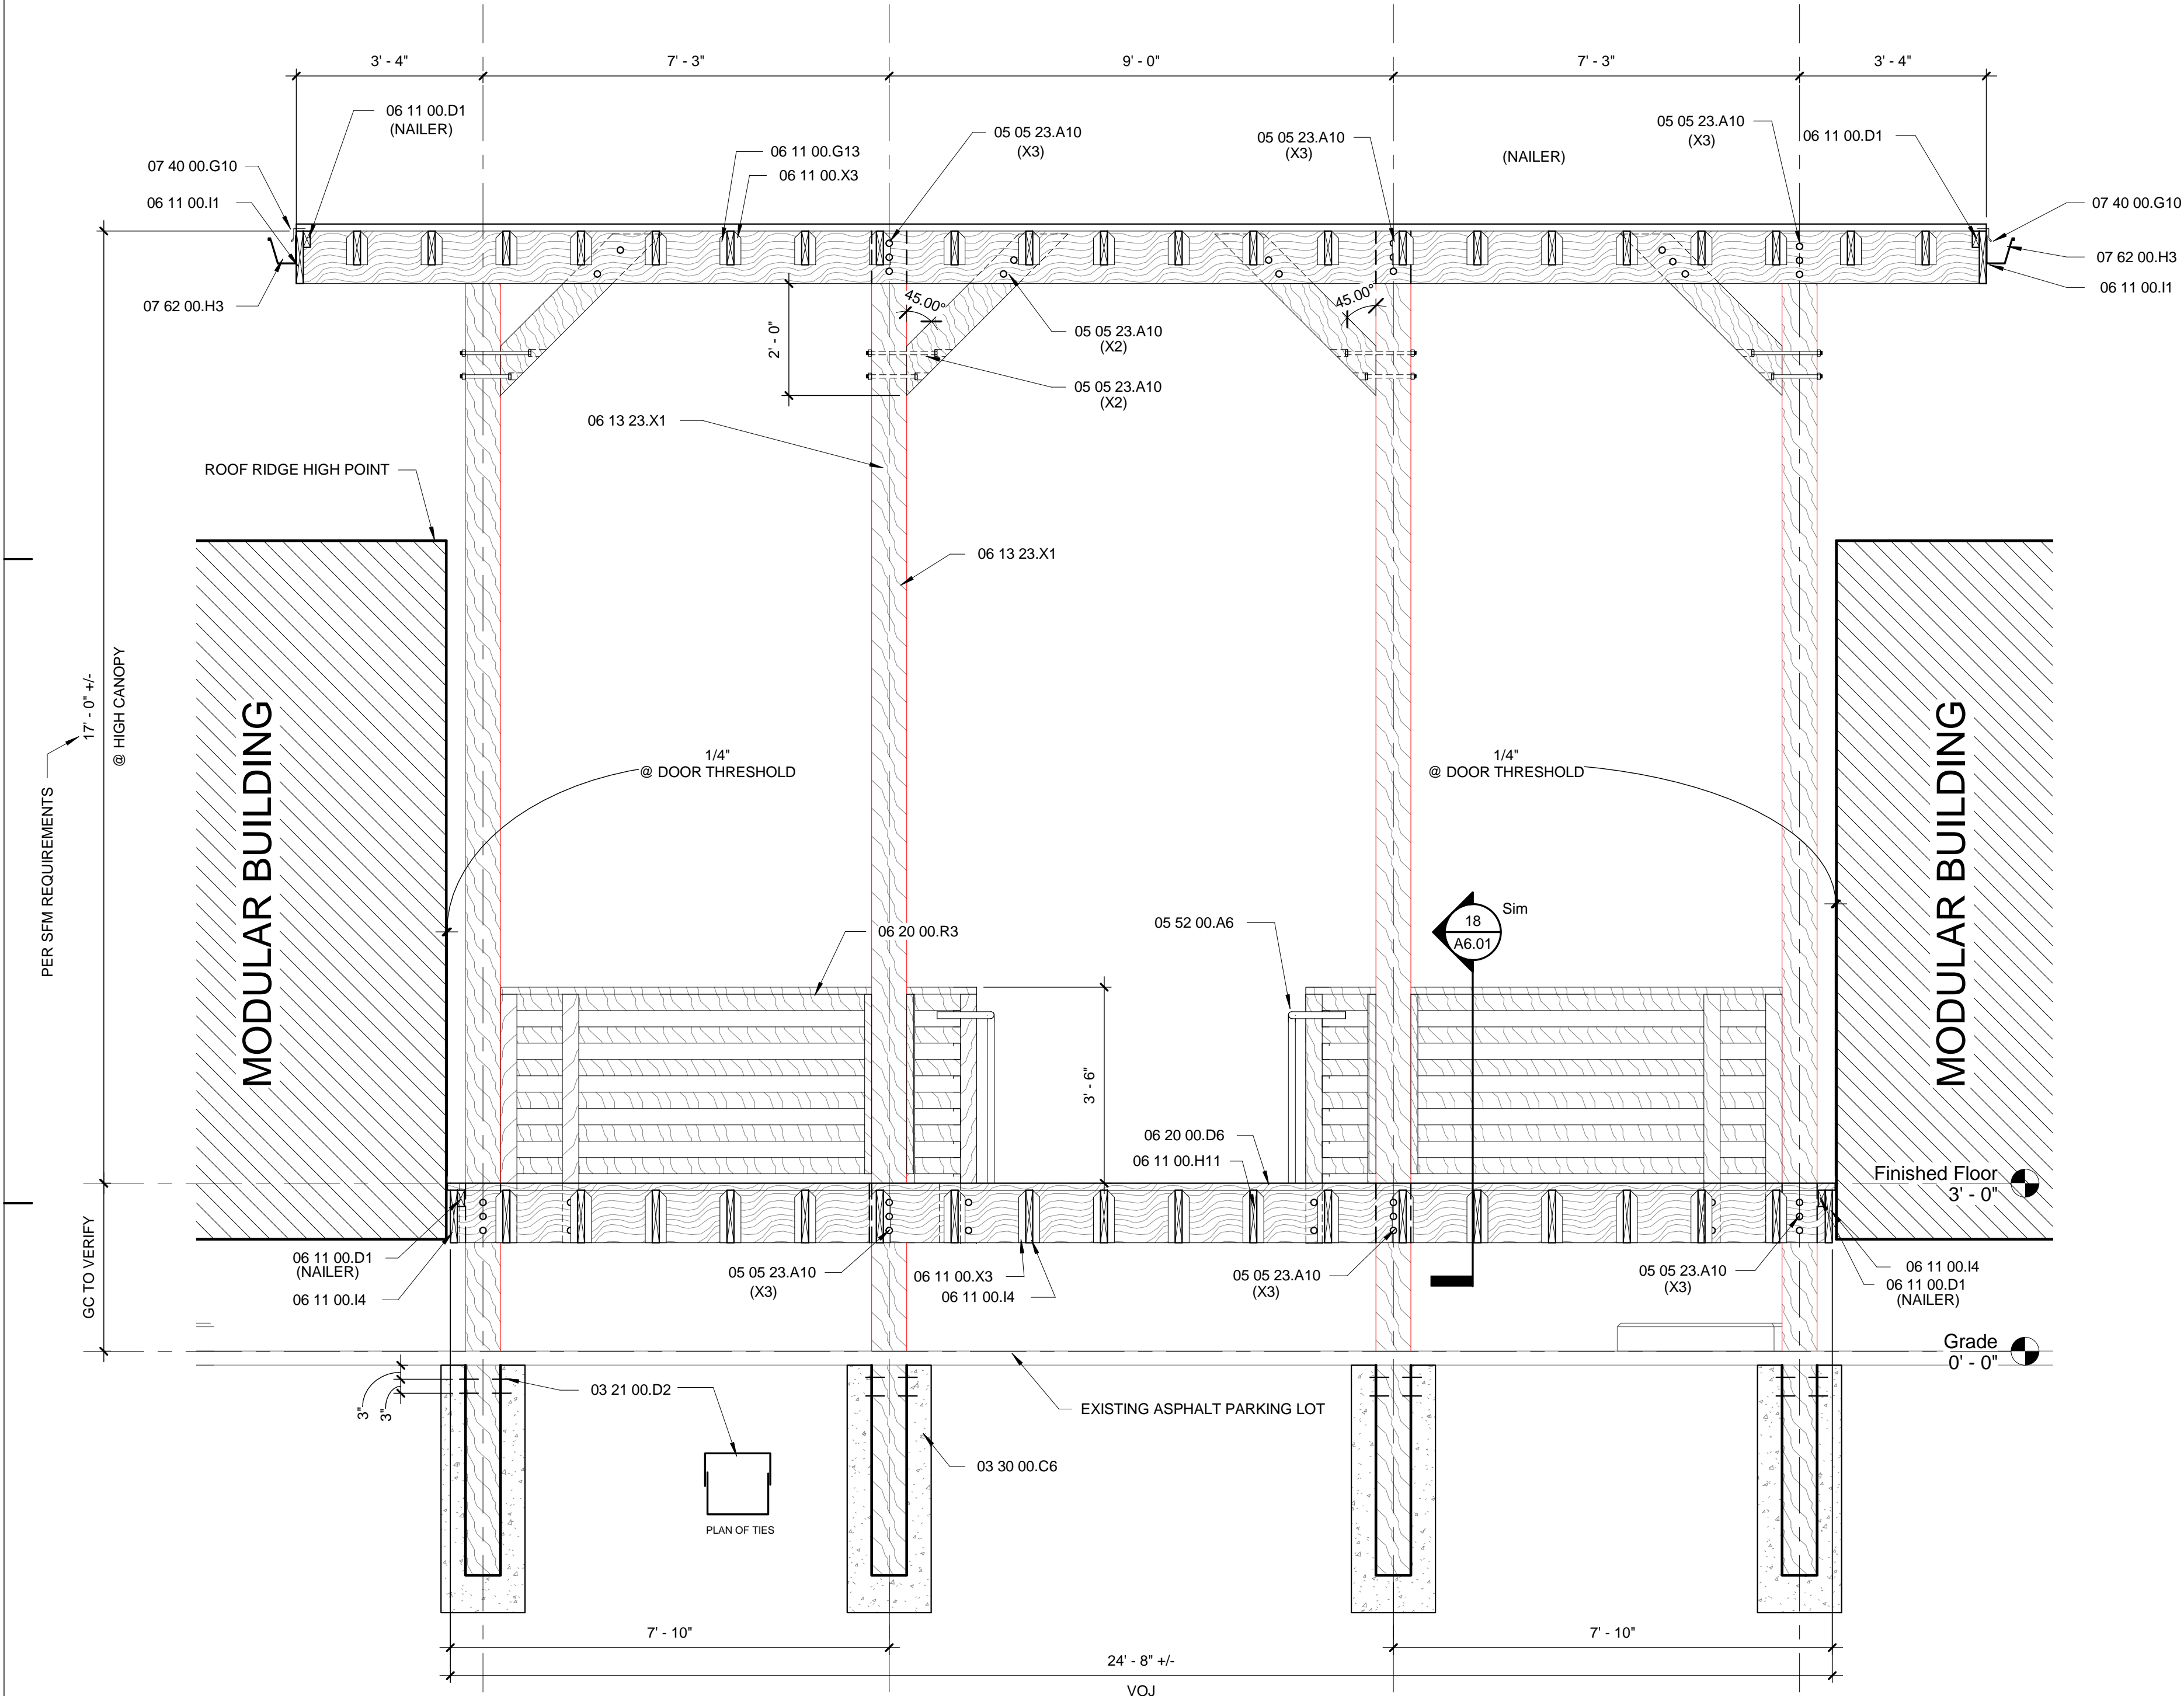 3' - 4"
7' - 3"
9' - 0"
7' - 3"
3' - 4"
06 11 00.D1
(NAILER)
07 40 00.G10
06 11 00.I1
07 62 00.H3
06 11 00.G13
06 11 00.X3
05 05 23.A10
(X3)
05 05 23.A10
(X3)
(NAILER)
05 05 23.A10
(X3)
06 11 00.D1
07 40 00.G10
07 62 00.H3
06 11 00.I1
45.00°
45.00°
2' - 0"
05 05 23.A10
(X2)
05 05 23.A10
(X2)
06 13 23.X1
ROOF RIDGE HIGH POINT
06 13 23.X1
17' - 0" +/-
@ HIGH CANOPY
PER SFM REQUIREMENTS
MODULAR BUILDING
1/4"
@ DOOR THRESHOLD
1/4"
@ DOOR THRESHOLD
MODULAR BUILDING
06 20 00.R3
05 52 00.A6
18
A6.01
Sim
3' - 6"
06 20 00.D6
06 11 00.H11
Finished Floor
3' - 0"
GC TO VERIFY
06 11 00.D1
(NAILER)
06 11 00.I4
05 05 23.A10
(X3)
06 11 00.X3
06 11 00.I4
05 05 23.A10
(X3)
05 05 23.A10
(X3)
06 11 00.I4
06 11 00.D1
(NAILER)
Grade
0' - 0"
3"
3"
03 21 00.D2
EXISTING ASPHALT PARKING LOT
03 30 00.C6
PLAN OF TIES
7' - 10"
7' - 10"
24' - 8" +/-
VOJ